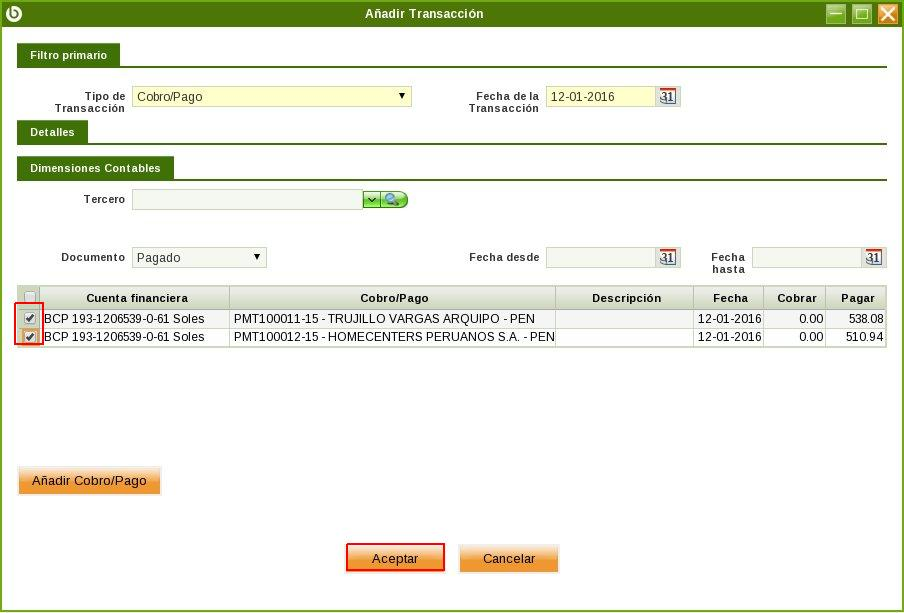 Añadir Transacción
Filtro primario
Tipo de Transacción Cobro/Pago Fecha de la Transacción 12-01-2016 31
Detalles
Dimensiones Contables
Tercero
Documento Pagado Fecha desde 31 Fecha hasta 31
Cuenta financiera Cobro/Pago Descripción Fecha Cobrar Pagar
BCP 193-1206539-0-61 Soles PMT100011-15 - TRUJILLO VARGAS ARQUIPO - PEN 12-01-2016 0.00 538.08
BCP 193-1206539-0-61 Soles PMT100012-15 - HOMECENTERS PERUANOS S.A. - PEN 12-01-2016 0.00 510.94
Añadir Cobro/Pago
Aceptar Cancelar